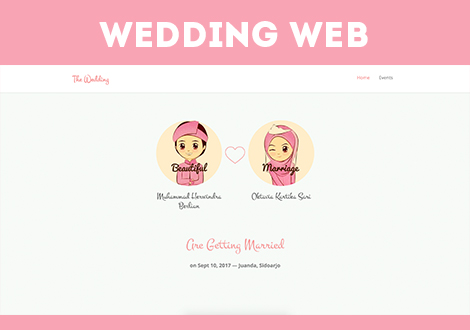 WEDDING WEB
The Wedding
Home Events
Beautiful Marriage
Muhammad Herwindra
Berlian
Oktavia Kartika Sari
Are Getting Married
on Sept 10, 2017 — Juanda, Sidoarjo